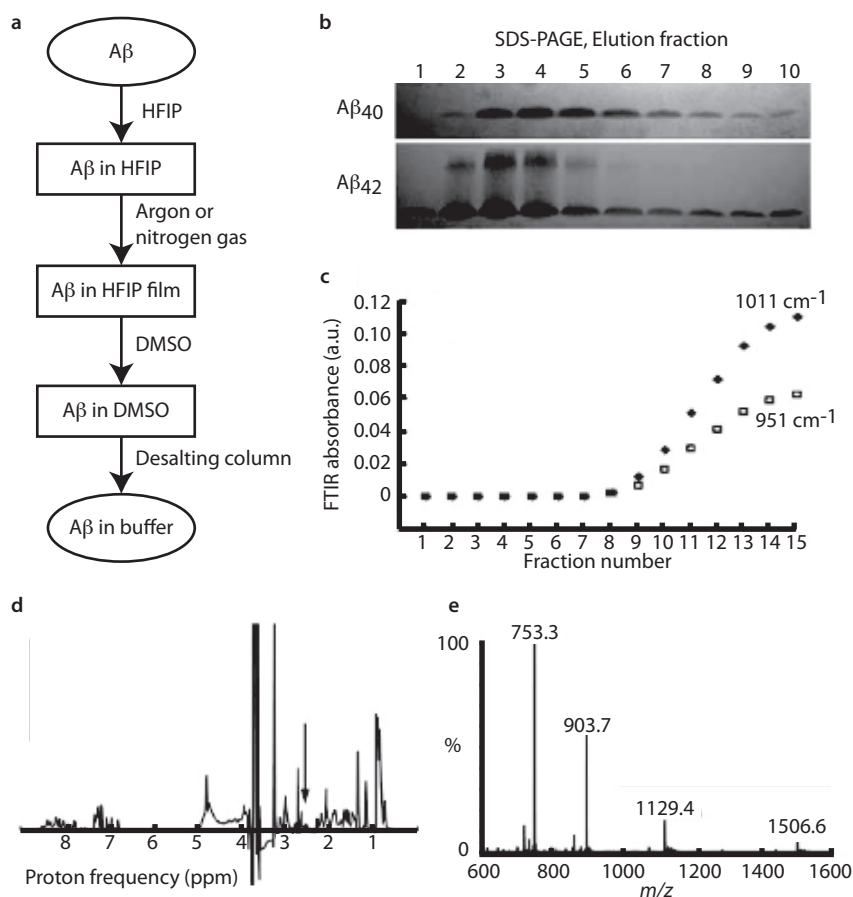 a
Aβ
HFIP
Aβ in HFIP
Argon or
nitrogen gas
Aβ in HFIP film
DMSO
Aβ in DMSO
Desalting column
Aβ in buffer
b
SDS-PAGE, Elution fraction
1 2 3 4 5 6 7 8 9 10
Aβ40
Aβ42
c
FTIR absorbance (a.u.)
0.12
0.10
0.08
0.06
0.04
0.02
0
1011 cm-1
951 cm-1
1 2 3 4 5 6 7 8 9 10 11 12 13 14 15
Fraction number
d
8 7 6 5 4 3 2 1
Proton frequency (ppm)
e
100
%
0
753.3
903.7
1129.4
1506.6
600 800 1000 1200 1400 1600
m/z